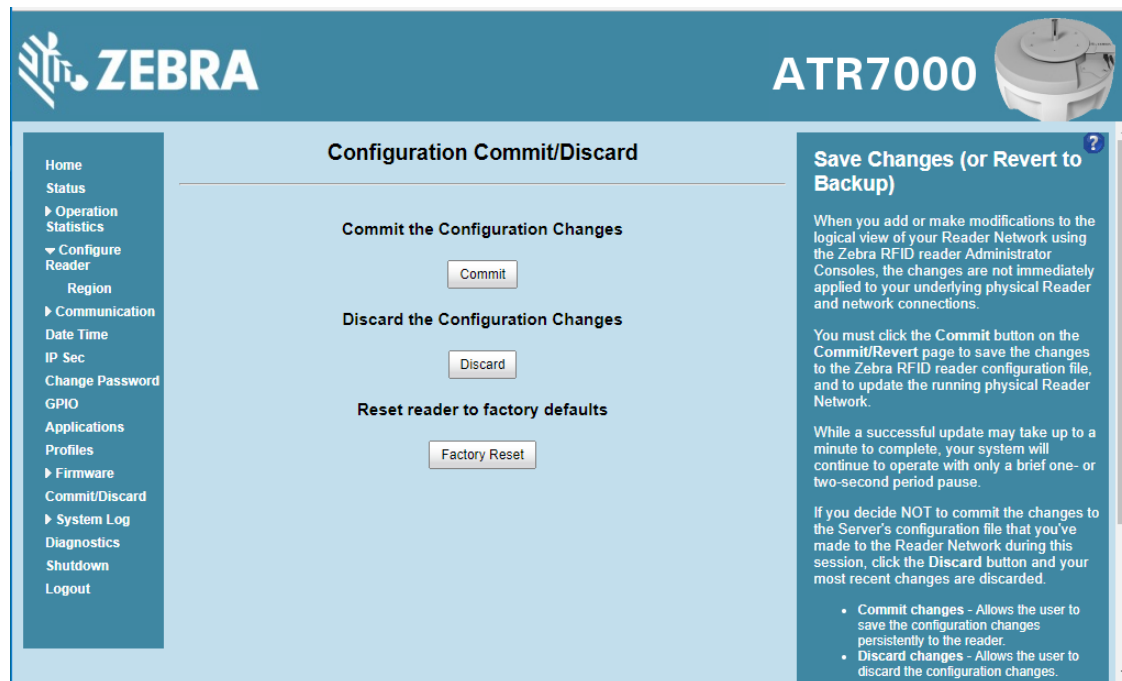 ZEBRA
ATR7000
Home
Status
Operation
Statistics
Configure
Reader
Region
Communication
Date Time
IP Sec
Change Password
GPIO
Applications
Profiles
Firmware
Commit/Discard
System Log
Diagnostics
Shutdown
Logout
Configuration Commit/Discard
Commit the Configuration Changes
Commit
Discard the Configuration Changes
Discard
Reset reader to factory defaults
Factory Reset
?
Save Changes (or Revert to
Backup)
When you add or make modifications to the
logical view of your Reader Network using
the Zebra RFID reader Administrator
Consoles, the changes are not immediately
applied to your underlying physical Reader
and network connections.
You must click the Commit button on the
Commit/Revert page to save the changes
to the Zebra RFID reader configuration file,
and to update the running physical Reader
Network.
While a successful update may take up to a
minute to complete, your system will
continue to operate with only a brief one- or
two-second period pause.
If you decide NOT to commit the changes to
the Server's configuration file that you've
made to the Reader Network during this
session, click the Discard button and your
most recent changes are discarded.
• Commit changes - Allows the user to
save the configuration changes
persistently to the reader.
• Discard changes - Allows the user to
discard the configuration changes.